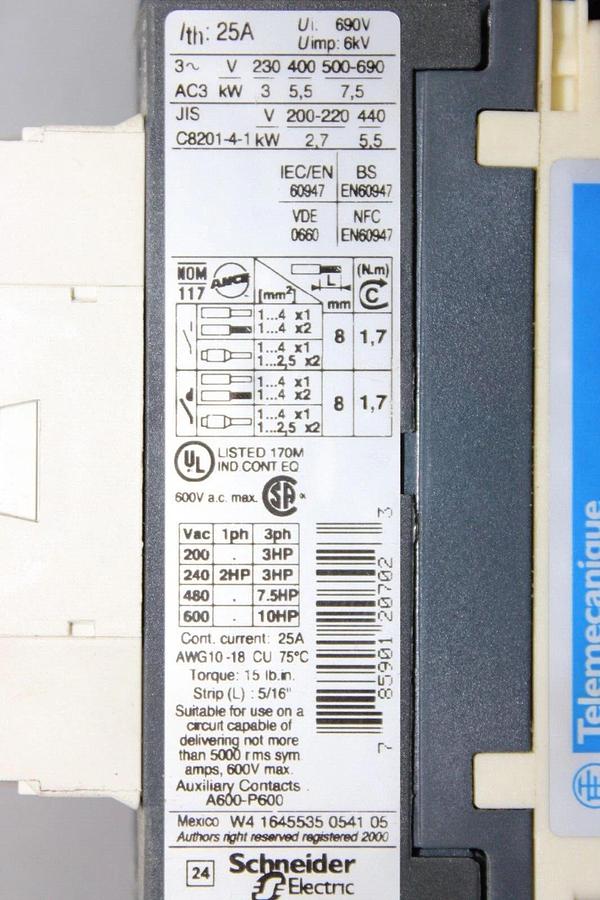 Ith: 25A Ui. 690V
Uimp: 6kV
3~ V 230 400 500-690
AC3 kW 3 5,5 7,5
JIS V 200-220 440
C8201-4-1 kW 2,7 5,5
IEC/EN 60947 BS EN60947
VDE 0660 NFC EN60947
NOM 117 ANCE [mm²] L mm (N.m) C
1...4 x1
1...4 x2
8 1,7
1...4 x1
1...2,5 x2
1...4 x1
1...4 x2
8 1,7
1...4 x1
1...2,5 x2
UL LISTED 170M
IND CONT EQ
600V a.c. max. SA
Vac 1ph 3ph
200 . 3HP
240 2HP 3HP
480 . 7.5HP
600 . 10HP
Cont. current: 25A
AWG10-18 CU 75°C
Torque: 15 lb.in.
Strip (L) : 5/16"
Suitable for use on a
circuit capable of
delivering not more
than 5000 rms sym
amps, 600V max.
Auxiliary Contacts
A600-P600
7 85901 20702 3
Mexico W4 1645535 0541 05
Authors right reserved registered 2000
24 Schneider
Electric
Telemecanique